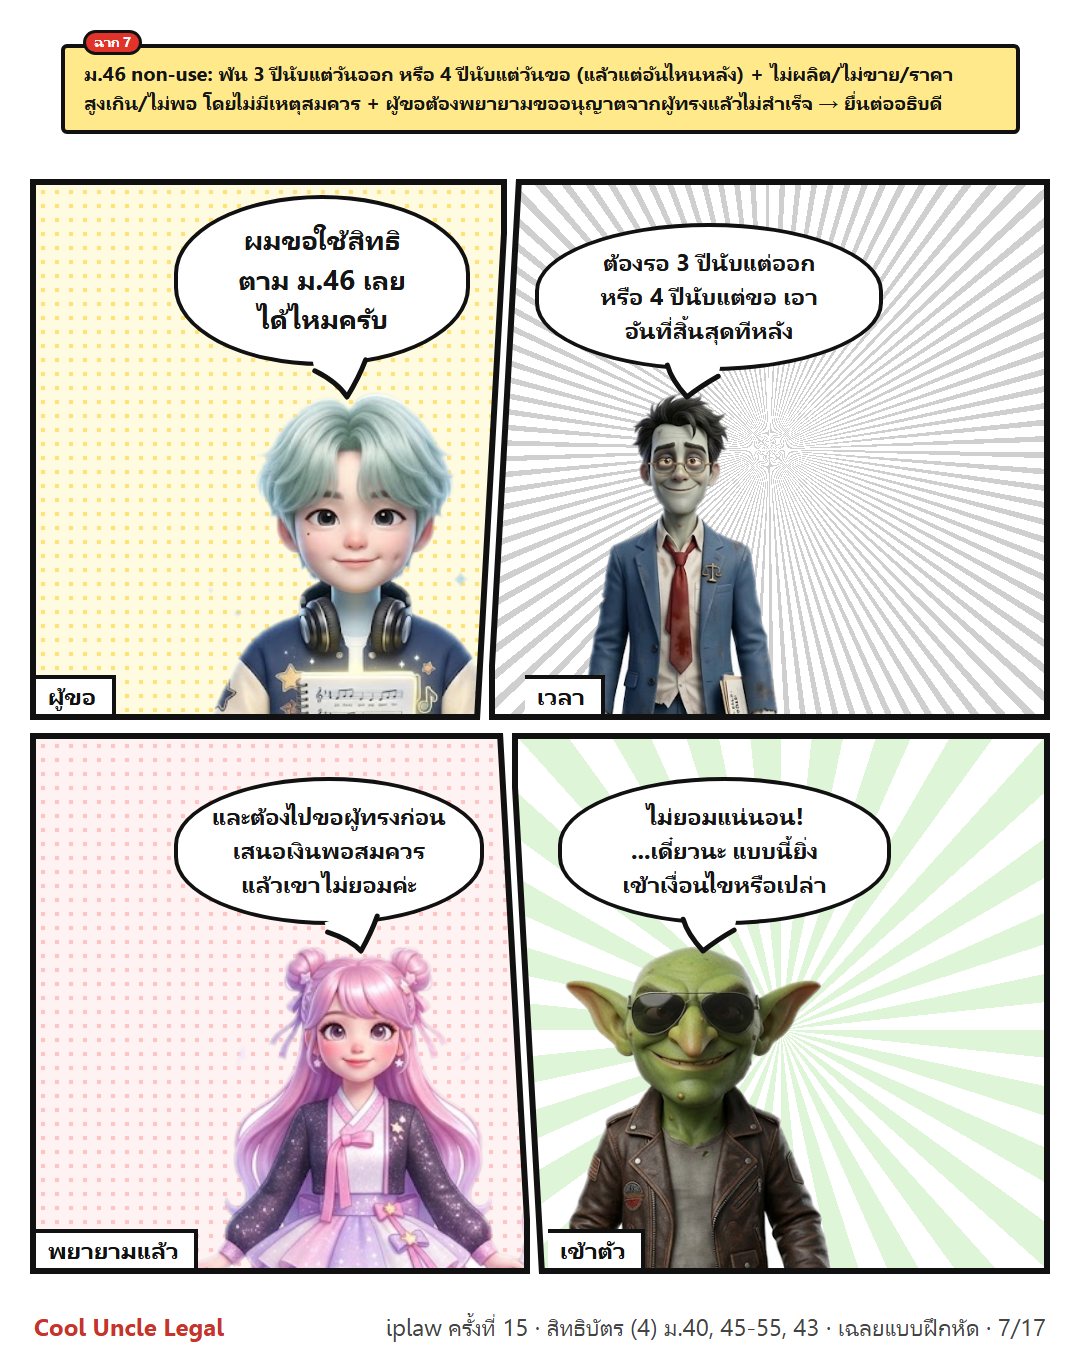 ฉาก 7
ม.46 non-use: พ้น 3 ปีนับแต่วันออก หรือ 4 ปีนับแต่วันขอ (แล้วแต่อันไหนหลัง) + ไม่ผลิต/ไม่ขาย/ราคา
สูงเกิน/ไม่พอ โดยไม่มีเหตุสมควร + ผู้ขอต้องพยายามขออนุญาตจากผู้ทรงแล้วไม่สำเร็จ → ยื่นต่ออธิบดี
ผมขอใช้สิทธิ
ตาม ม.46 เลย
ได้ไหมครับ
ผู้ขอ
ต้องรอ 3 ปีนับแต่ออก
หรือ 4 ปีนับแต่ขอ เอา
อันที่สิ้นสุดทีหลัง
เวลา
และต้องไปขอผู้ทรงก่อน
เสนอเงินพอสมควร
แล้วเขาไม่ยอมค่ะ
พยายามแล้ว
ไม่ยอมแน่นอน!
...เดี๋ยวนะ แบบนี้ยิ่ง
เข้าเงื่อนไขหรือเปล่า
เข้าตัว
Cool Uncle Legal
iplaw ครั้งที่ 15 · สิทธิบัตร (4) ม.40, 45-55, 43 · เฉลยแบบฝึกหัด · 7/17